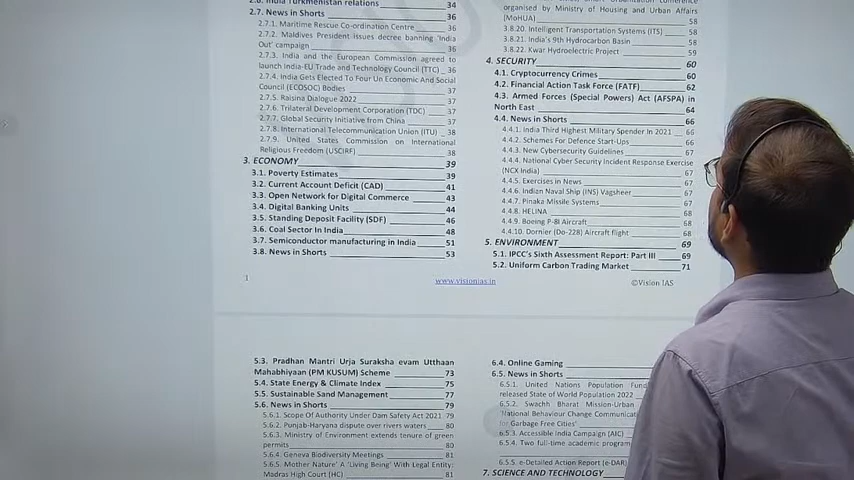 2.6. India Turkmenistan relations 34
2.7. News in Shorts 36
2.7.1. Maritime Rescue Co-ordination Centre 36
2.7.2. Maldives President issues decree banning 'India
Out' campaign 36
2.7.3. India and the European Commission agreed to
launch India-EU Trade and Technology Council (TTC) 36
2.7.4. India Gets Elected To Four Un Economic And Social
Council (ECOSOC) Bodies 37
2.7.5. Raisina Dialogue 2022 37
2.7.6. Trilateral Development Corporation (TDC) 37
2.7.7. Global Security Initiative from China 37
2.7.8. International Telecommunication Union (ITU) 38
2.7.9. United States Commission on International
Religious Freedom (USCIRF) 38
3. ECONOMY 39
3.1. Poverty Estimates 39
3.2. Current Account Deficit (CAD) 41
3.3. Open Network for Digital Commerce 43
3.4. Digital Banking Units 44
3.5. Standing Deposit Facility (SDF) 46
3.6. Coal Sector In India 48
3.7. Semiconductor manufacturing in India 51
3.8. News in Shorts 53
organised by Ministry of Housing and Urban Affairs
(MoHUA) 58
3.8.20. Intelligent Transportation Systems (ITS) 58
3.8.21. India's 9th Hydrocarbon Basin 58
3.8.22. Kwar Hydroelectric Project 59
4. SECURITY 60
4.1. Cryptocurrency Crimes 60
4.2. Financial Action Task Force (FATF) 62
4.3. Armed Forces (Special Powers) Act (AFSPA) in
North East 64
4.4. News in Shorts 66
4.4.1. India Third Highest Military Spender In 2021 66
4.4.2. Schemes For Defence Start-Ups 66
4.4.3. New Cybersecurity Guidelines 67
4.4.4. National Cyber Security Incident Response Exercise
(NCX India) 67
4.4.5. Exercises in News 67
4.4.6. Indian Naval Ship (INS) Vagsheer 67
4.4.7. Pinaka Missile Systems 67
4.4.8. HELINA 68
4.4.9. Boeing P-8I Aircraft 68
4.4.10. Dornier (Do-228) Aircraft flight 68
5. ENVIRONMENT 69
5.1. IPCC's Sixth Assessment Report: Part III 69
5.2. Uniform Carbon Trading Market 71
1
www.visionias.in
©Vision IAS
5.3. Pradhan Mantri Urja Suraksha evam Utthaan
Mahabhiyaan (PM KUSUM) Scheme 73
5.4. State Energy & Climate Index 75
5.5. Sustainable Sand Management 77
5.6. News in Shorts 79
5.6.1. Scope Of Authority Under Dam Safety Act 2021 79
5.6.2. Punjab-Haryana dispute over rivers waters 80
5.6.3. Ministry of Environment extends tenure of green
permits 80
5.6.4. Geneva Biodiversity Meetings 81
5.6.5. Mother Nature' A 'Living Being' With Legal Entity:
Madras High Court (HC) 81
6.4. Online Gaming
6.5. News in Shorts
6.5.1. United Nations Population Fund
released State of World Population 2022
6.5.2. Swachh Bharat Mission-Urban
'National Behaviour Change
for Garbage Free Cities'
6.5.3. Accessible India Campaign (AIC)
6.5.4. Two full-time academic
6.5.5. e-Detailed Action Report (e-DAR)
7. SCIENCE AND TECHNOLOGY